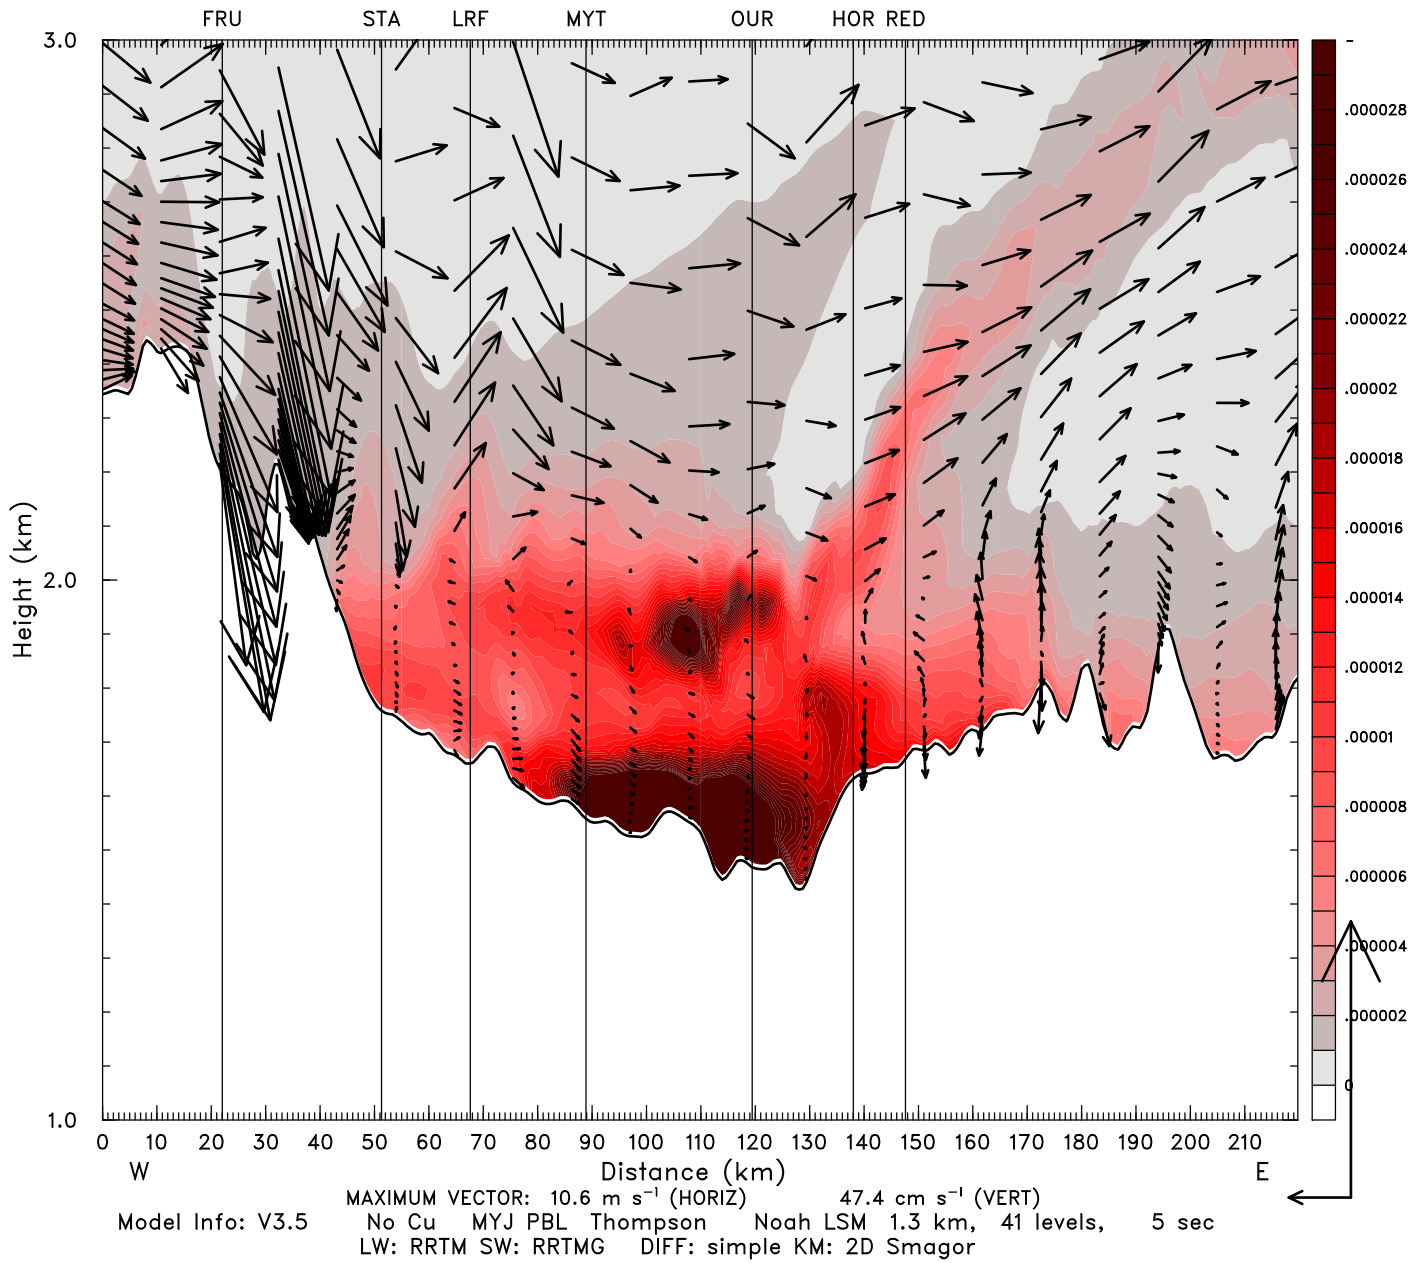 FRU STA LRF MYT OUR HOR RED
3.0
.000028
.000026
.000024
.000022
.00002
.000018
.000016
.000014
.000012
.00001
.000008
.000006
.000004
.000002
0
Height (km)
2.0
1.0
0 10 20 30 40 50 60 70 80 90 100 110 120 130 140 150 160 170 180 190 200 210
W Distance (km) E
MAXIMUM VECTOR: 10.6 m s⁻¹ (HORIZ) 47.4 cm s⁻¹ (VERT)
Model Info: V3.5 No Cu MYJ PBL Thompson Noah LSM 1.3 km, 41 levels, 5 sec
LW: RRTM SW: RRTMG DIFF: simple KM: 2D Smagor